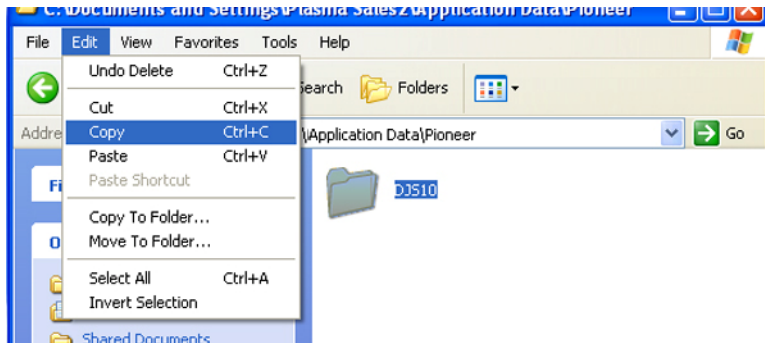 C:\Documents and Settings\Plasma Sales2\Application Data\Pioneer
File Edit View Favorites Tools Help
Undo Delete Ctrl+Z
Search Folders
Cut Ctrl+X
Copy Ctrl+C
\Application Data\Pioneer
Go
Paste Ctrl+V
Paste Shortcut
DJS10
Copy To Folder...
Move To Folder...
Select All Ctrl+A
Invert Selection
Shared Documents